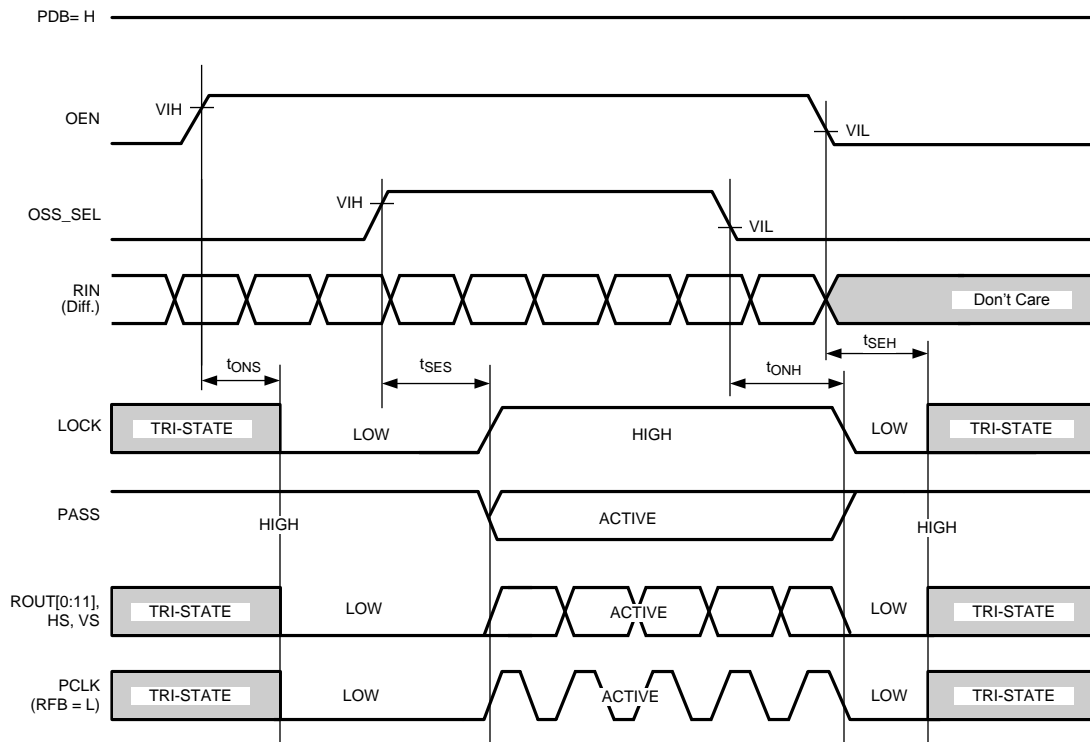 PDB= H
OEN
VIH
VIL
OSS_SEL
VIH
VIL
RIN
(Diff.)
Don't Care
tONS
tSES
tONH
tSEH
LOCK
TRI-STATE
LOW
HIGH
LOW
TRI-STATE
PASS
HIGH
ACTIVE
HIGH
ROUT[0:11],
HS, VS
TRI-STATE
LOW
ACTIVE
LOW
TRI-STATE
PCLK
(RFB = L)
TRI-STATE
LOW
ACTIVE
LOW
TRI-STATE